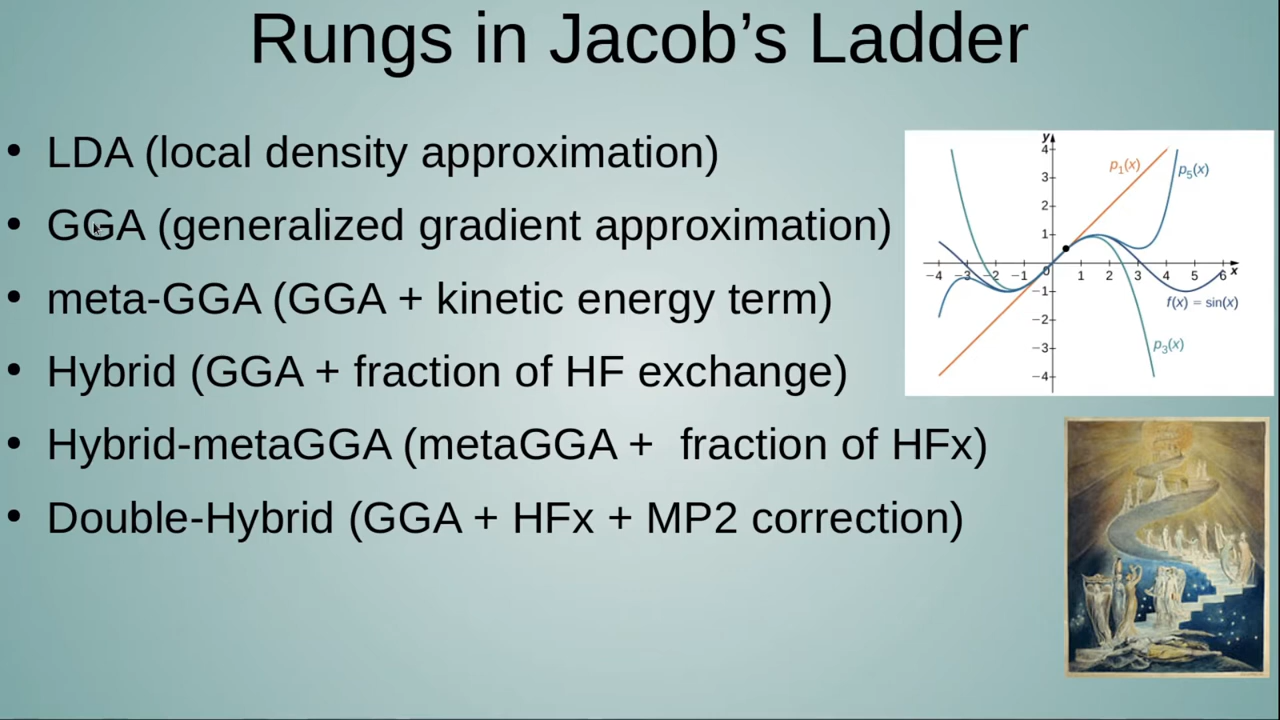 Rungs in Jacob’s Ladder
• LDA (local density approximation)
• GGA (generalized gradient approximation)
• meta-GGA (GGA + kinetic energy term)
• Hybrid (GGA + fraction of HF exchange)
• Hybrid-metaGGA (metaGGA +  fraction of HFx)
• Double-Hybrid (GGA + HFx + MP2 correction)
y
4
p₁(x)
p₅(x)
3
2
1
−4 −3 −2 −1 0 1 2 3 4 5 6 x
−1
f(x) = sin(x)
−2
−3
p₃(x)
−4